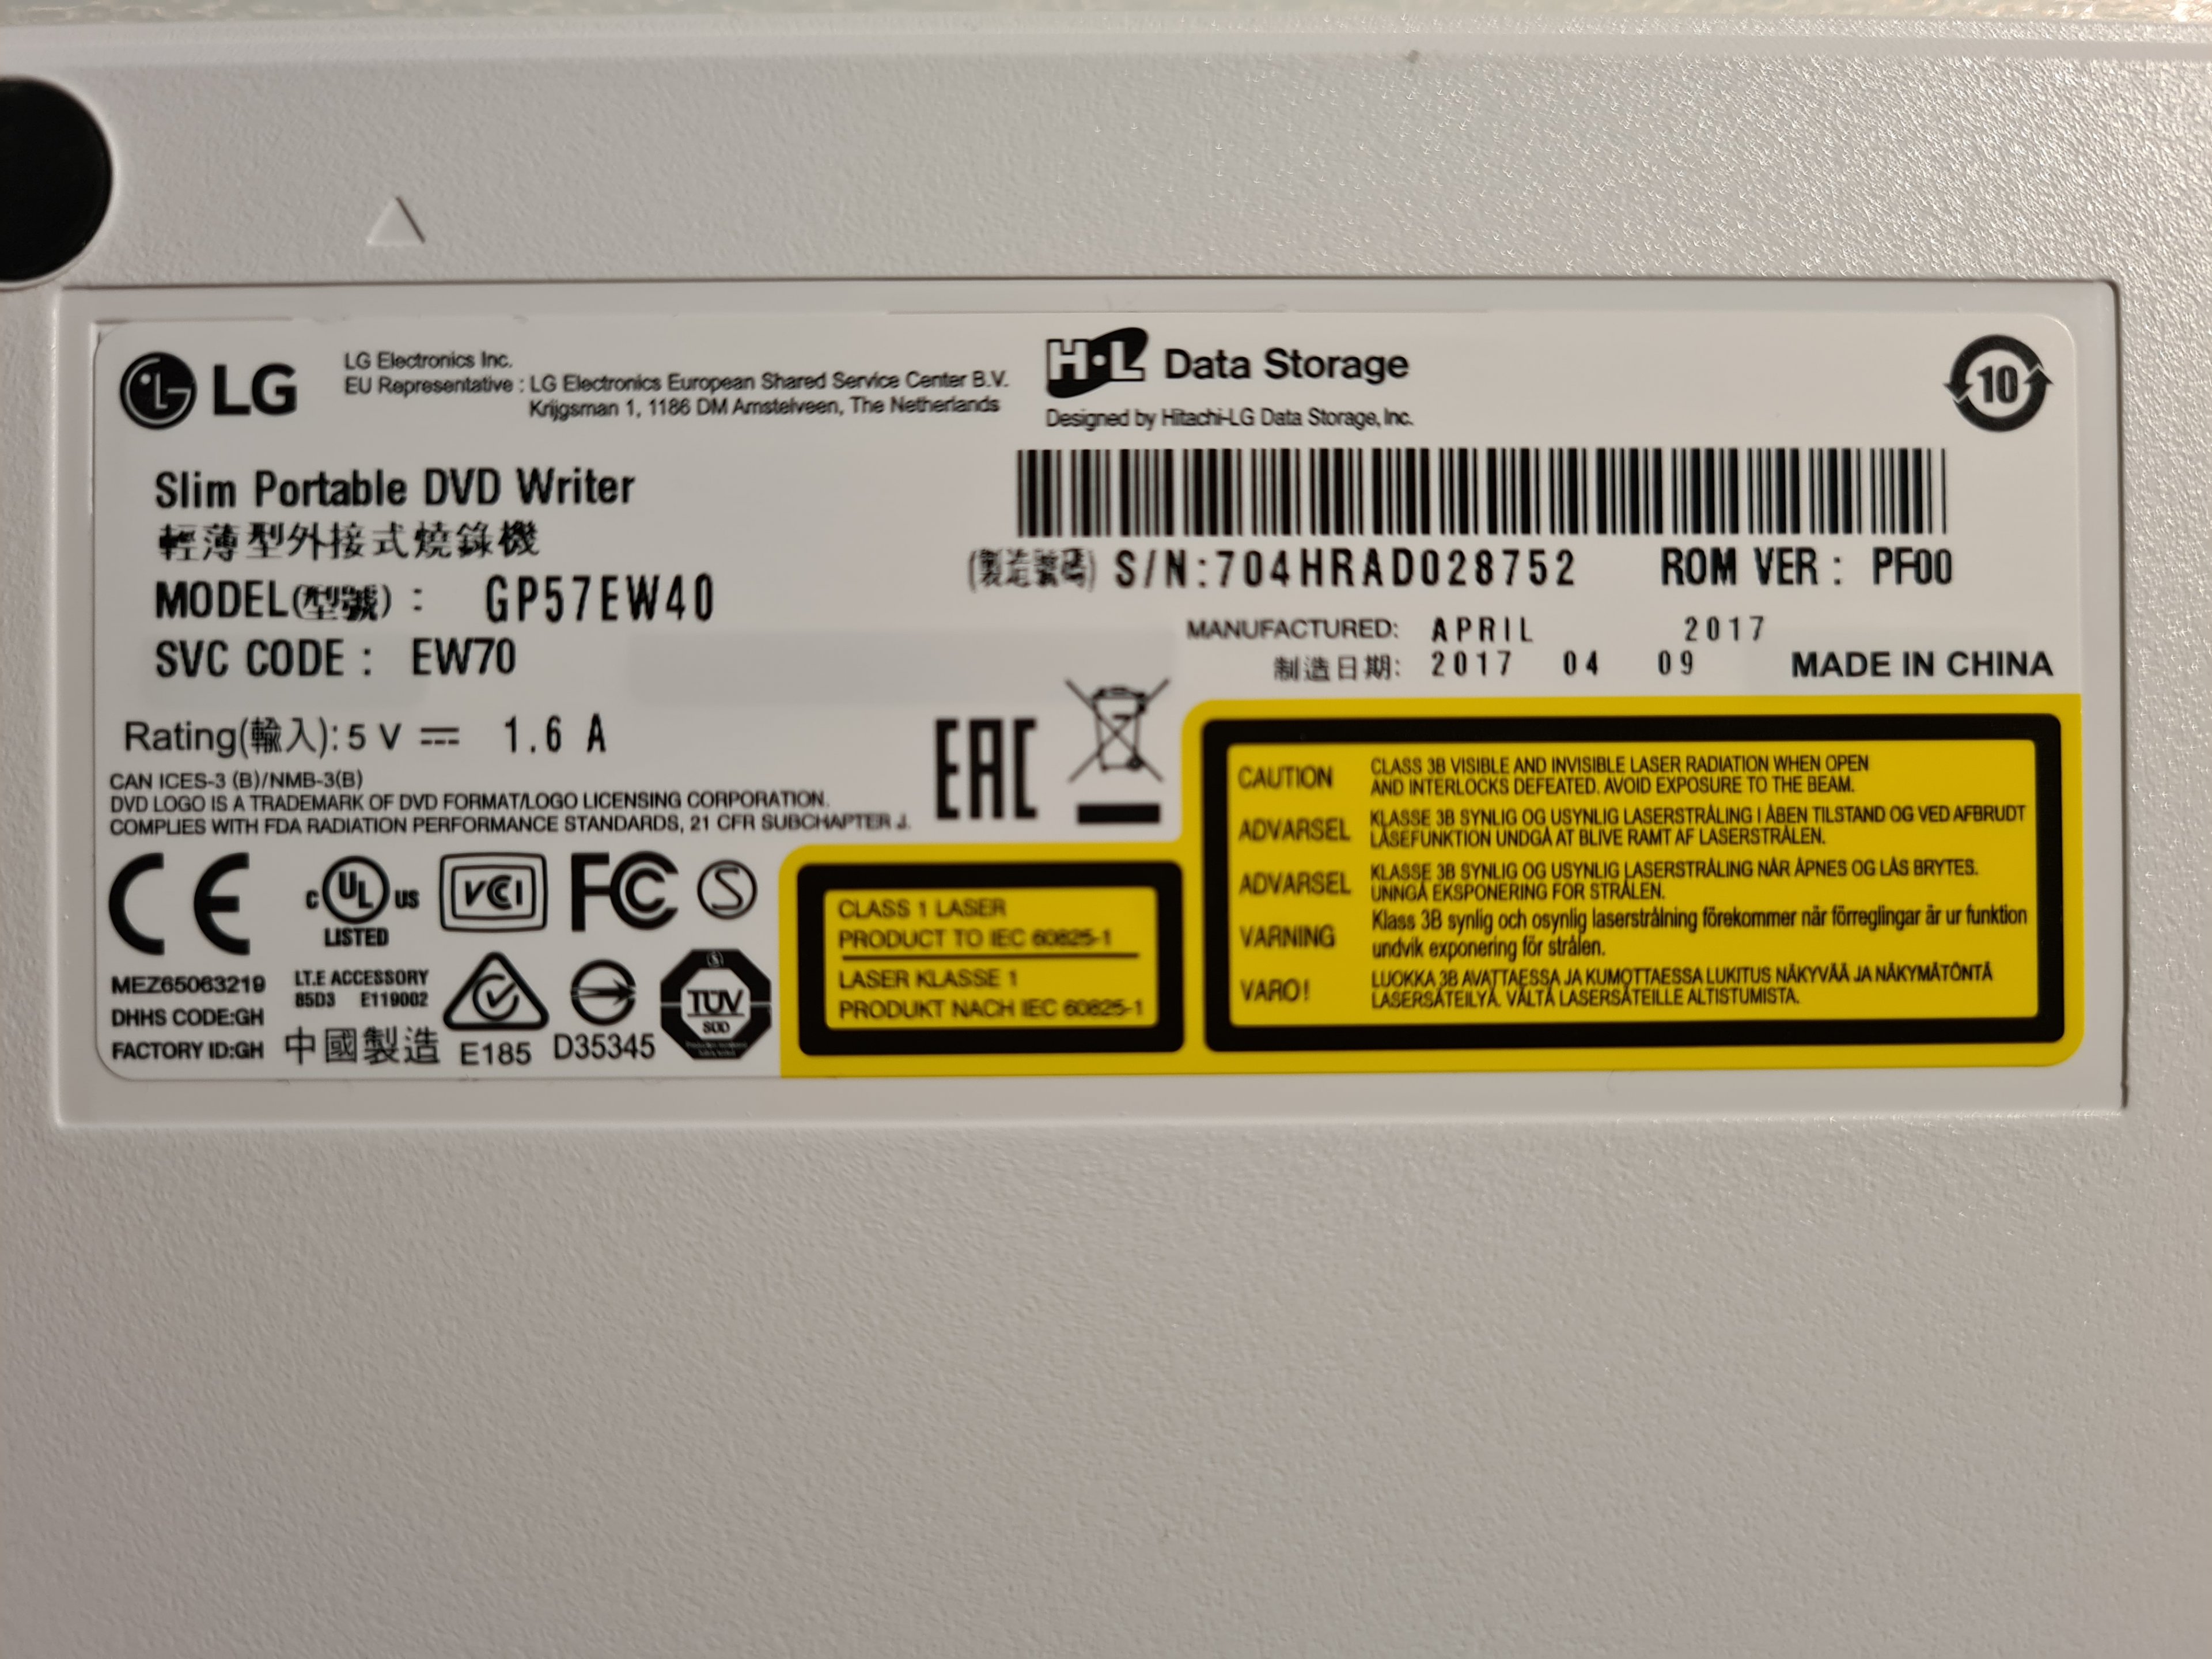 LG
LG Electronics Inc.
EU Representative : LG Electronics European Shared Service Center B.V.
Krijgsman 1, 1186 DM Amstelveen, The Netherlands
H·L Data Storage
Designed by Hitachi-LG Data Storage, Inc.
10
Slim Portable DVD Writer
輕薄型外接式燒錄機
MODEL(型號) : GP57EW40
SVC CODE : EW70
(製造號碼) S/N:704HRAD028752 ROM VER : PF00
MANUFACTURED: APRIL 2017
制造日期: 2017 04 09 MADE IN CHINA
Rating(輸入): 5 V 1.6 A
CAN ICES-3 (B)/NMB-3(B)
DVD LOGO IS A TRADEMARK OF DVD FORMAT/LOGO LICENSING CORPORATION.
COMPLIES WITH FDA RADIATION PERFORMANCE STANDARDS, 21 CFR SUBCHAPTER J.
EAC
CE
C UL US
LISTED
VCI
FC
S
MEZ65063219
DHHS CODE:GH
FACTORY ID:GH
I.T.E ACCESSORY
85D3 E119002
中國製造
E185
D35345
S
TÜV
SÜD
CLASS 1 LASER
PRODUCT TO IEC 60825-1
LASER KLASSE 1
PRODUKT NACH IEC 60825-1
CAUTION CLASS 3B VISIBLE AND INVISIBLE LASER RADIATION WHEN OPEN
AND INTERLOCKS DEFEATED. AVOID EXPOSURE TO THE BEAM.
ADVARSEL KLASSE 3B SYNLIG OG USYNLIG LASERSTRÅLING I ÅBEN TILSTAND OG VED AFBRUDT
LÅSEFUNKTION UNDGÅ AT BLIVE RAMT AF LASERSTRÅLEN.
ADVARSEL KLASSE 3B SYNLIG OG USYNLIG LASERSTRÅLING NÅR ÅPNES OG LÅS BRYTES.
UNNGÅ EKSPONERING FOR STRÅLEN.
VARNING Klass 3B synlig och osynlig laserstrålning förekommer när förreglingar är ur funktion
undvik exponering för strålen.
VARO! LUOKKA 3B AVATTAESSA JA KUMOTTAESSA LUKITUS NÄKYVÄÄ JA NÄKYMÄTÖNTÄ
LASERSÄTEILYÄ. VÄLTÄ LASERSÄTEILLE ALTISTUMISTA.